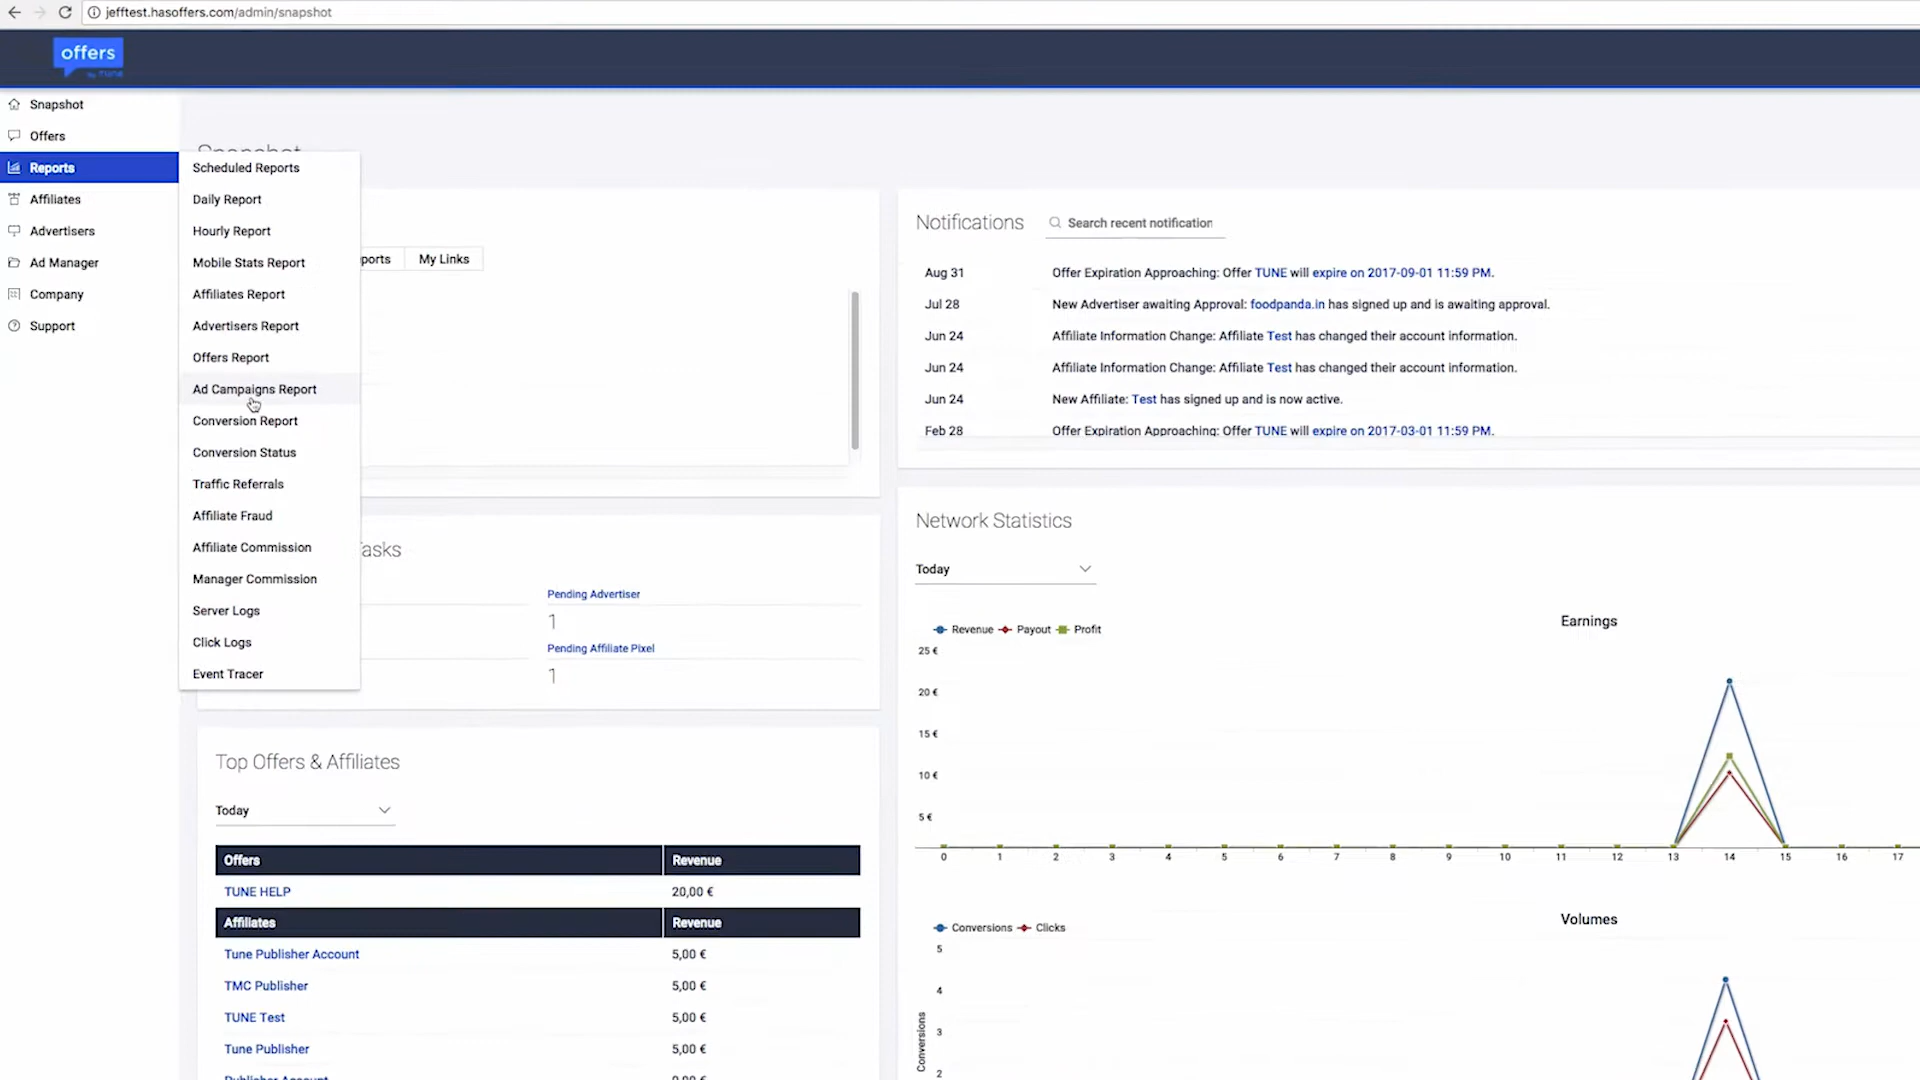 jefftest.hasoffers.com/admin/snapshot
offers
by TUNE
Snapshot
Offers
Reports
Affiliates
Advertisers
Ad Manager
Company
Support
Scheduled Reports
Daily Report
Hourly Report
Mobile Stats Report
Affiliates Report
Advertisers Report
Offers Report
Ad Campaigns Report
Conversion Report
Conversion Status
Traffic Referrals
Affiliate Fraud
Affiliate Commission
Manager Commission
Server Logs
Click Logs
Event Tracer
ports
My Links
asks
Pending Advertiser
1
Pending Affiliate Pixel
1
Top Offers & Affiliates
Today
Offers Revenue
TUNE HELP 20,00 €
Affiliates Revenue
Tune Publisher Account 5,00 €
TMC Publisher 5,00 €
TUNE Test 5,00 €
Tune Publisher 5,00 €
Publisher Account 0,00 €
Notifications
Search recent notification
Aug 31 Offer Expiration Approaching: Offer TUNE will expire on 2017-09-01 11:59 PM.
Jul 28 New Advertiser awaiting Approval: foodpanda.in has signed up and is awaiting approval.
Jun 24 Affiliate Information Change: Affiliate Test has changed their account information.
Jun 24 Affiliate Information Change: Affiliate Test has changed their account information.
Jun 24 New Affiliate: Test has signed up and is now active.
Feb 28 Offer Expiration Approaching: Offer TUNE will expire on 2017-03-01 11:59 PM.
Network Statistics
Today
Earnings
Revenue Payout Profit
25 €
20 €
15 €
10 €
5 €
0 1 2 3 4 5 6 7 8 9 10 11 12 13 14 15 16 17
Volumes
Conversions Clicks
5
4
3
2
Conversions